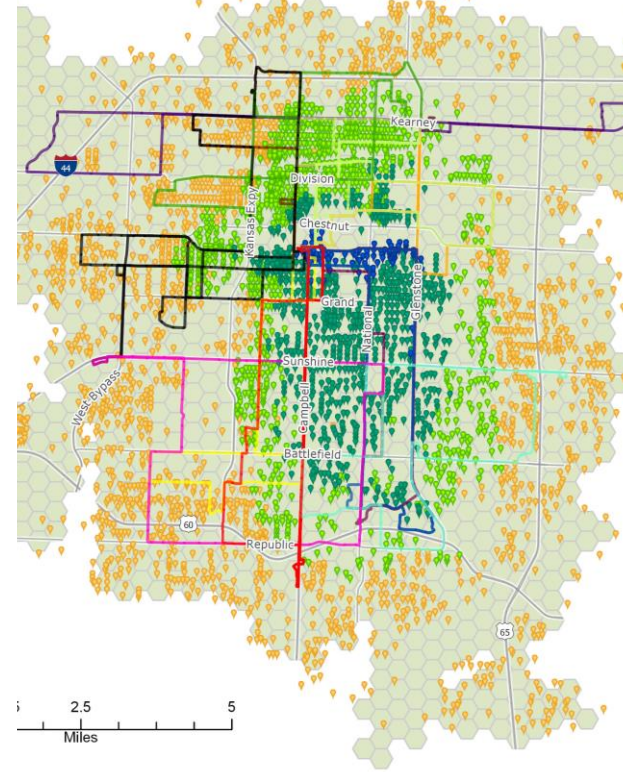 Kearney
44
Division
Kansas Expy
Chestnut
Grand
National
Glenstone
Sunshine
Campbell
West Bypass
Battlefield
60
Republic
65
2.5
5
Miles